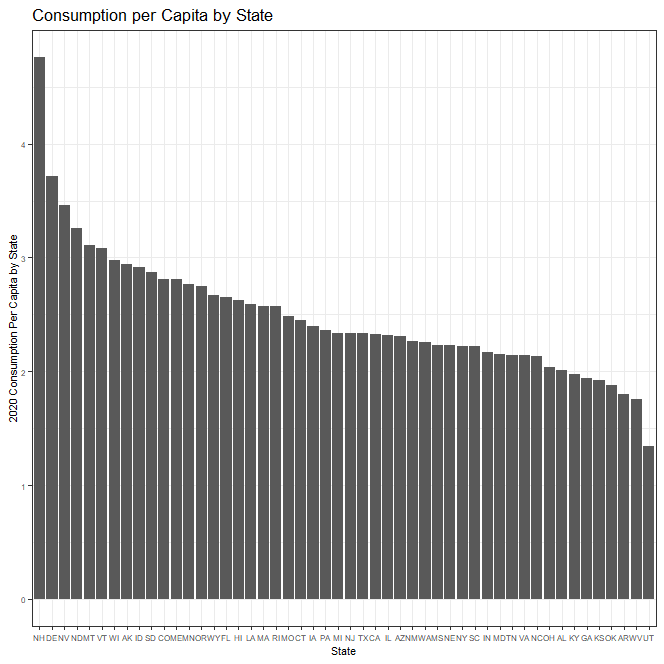 Consumption per Capita by State
2020 Consumption Per Capita by State
4
3
2
1
0
NH DE NV ND MT VT WI AK ID SD CO ME MN OR WY FL HI LA MA RI MO CT IA PA MI NJ TX CA IL AZ NM WA MS NE NY SC IN MD TN VA NC OH AL KY GA KS OK AR WV UT
State